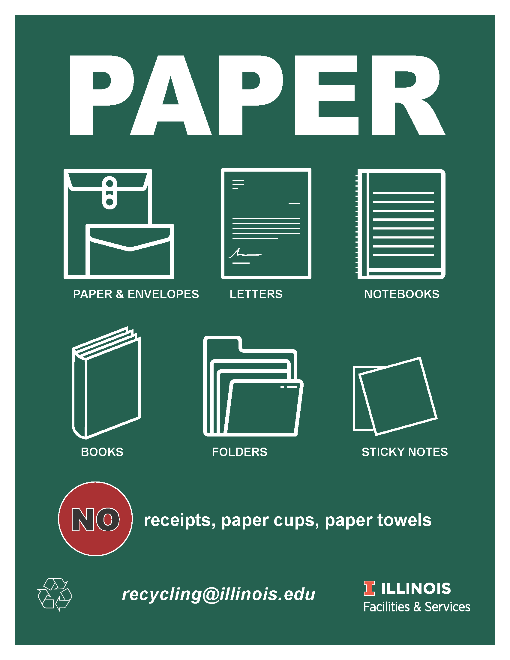 PAPER
PAPER & ENVELOPES
LETTERS
NOTEBOOKS
BOOKS
FOLDERS
STICKY NOTES
NO
receipts, paper cups, paper towels
recycling@illinois.edu
I ILLINOIS
Facilities & Services